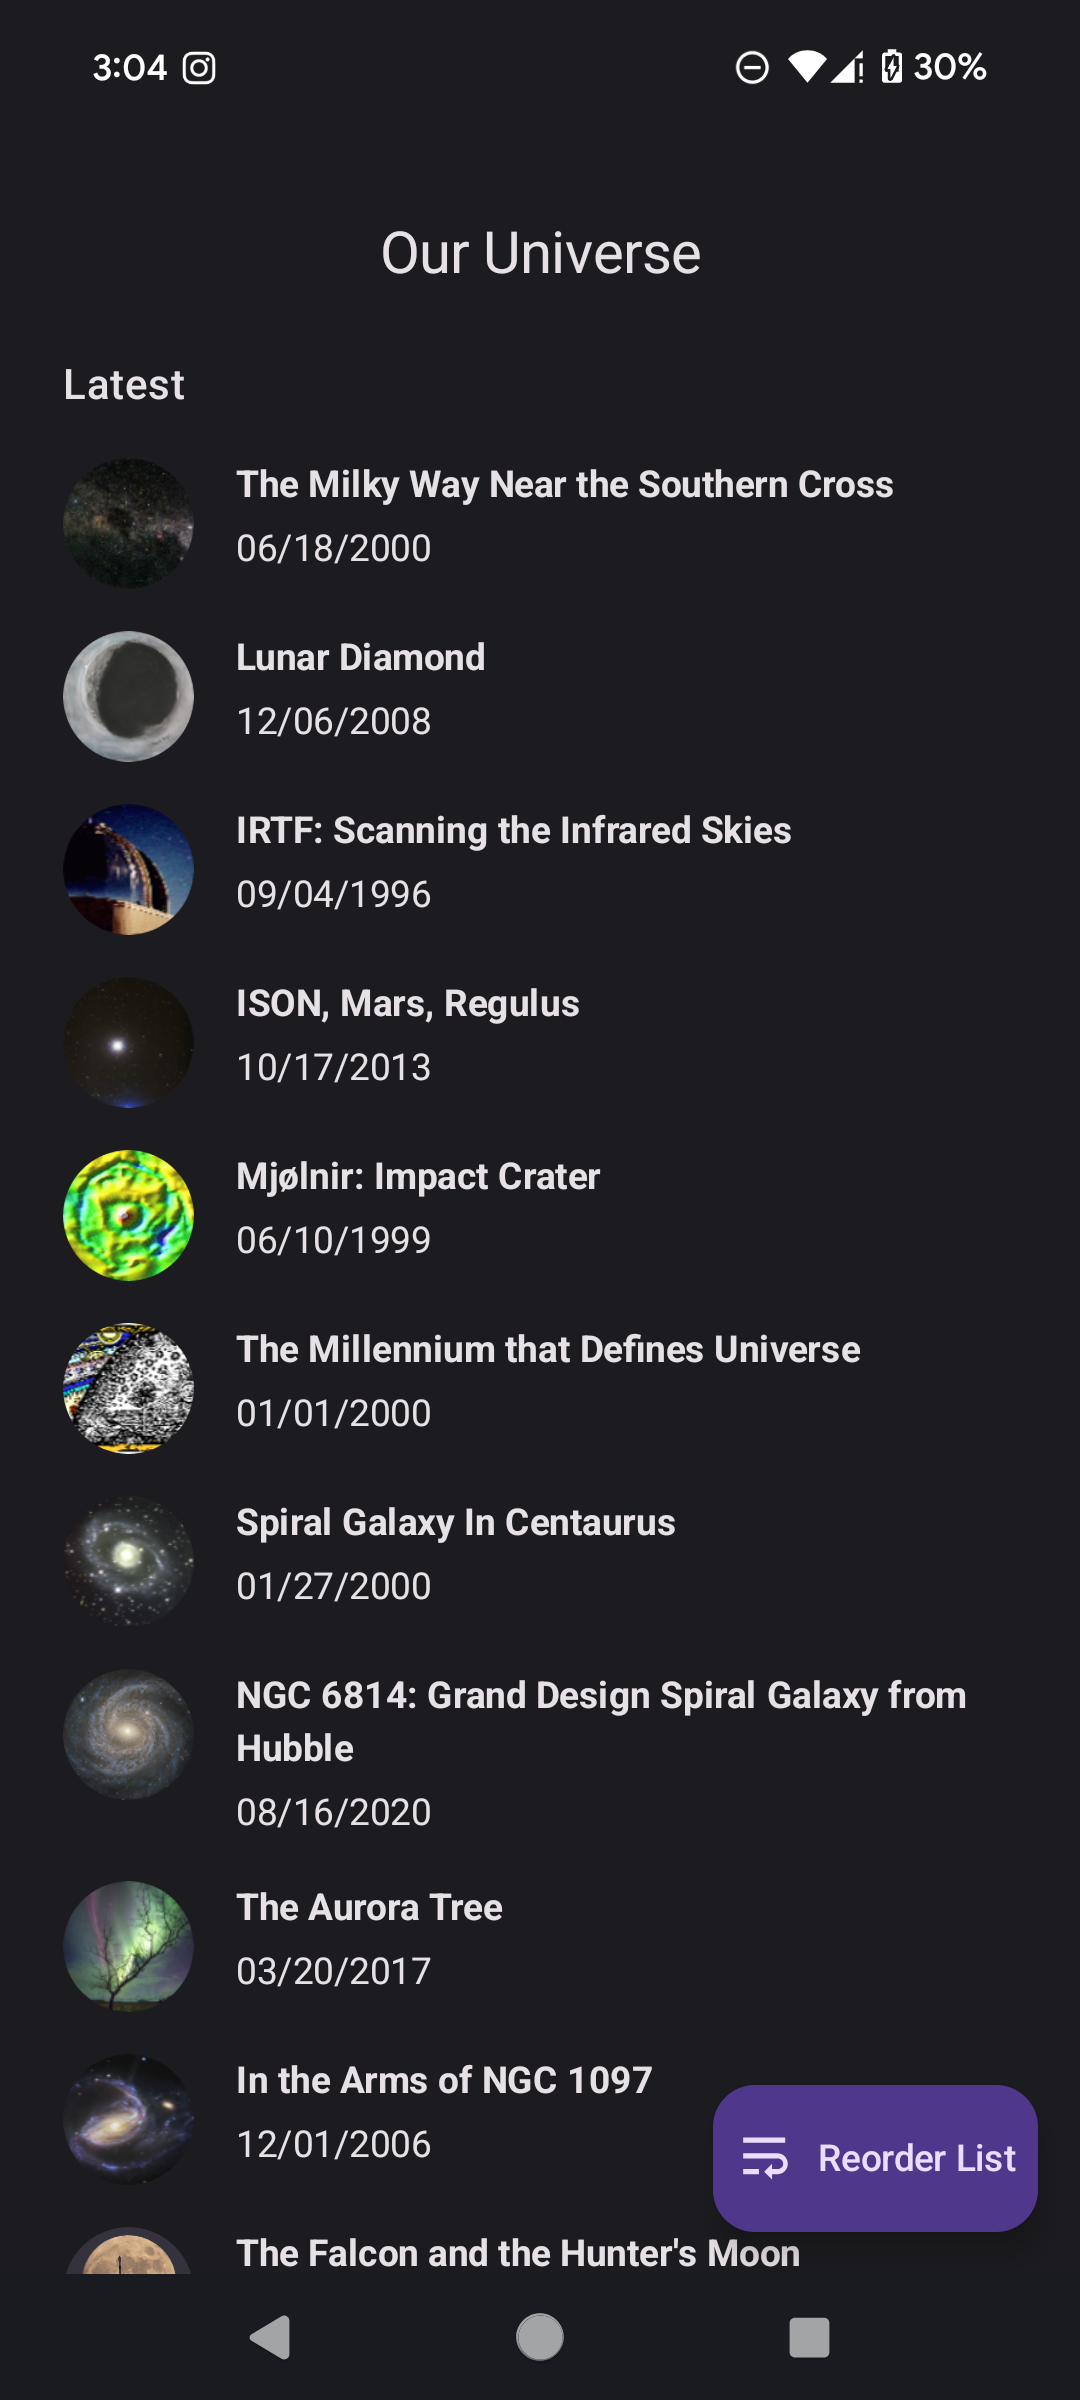 3:04
30%
Our Universe
Latest
The Milky Way Near the Southern Cross
06/18/2000
Lunar Diamond
12/06/2008
IRTF: Scanning the Infrared Skies
09/04/1996
ISON, Mars, Regulus
10/17/2013
Mjølnir: Impact Crater
06/10/1999
The Millennium that Defines Universe
01/01/2000
Spiral Galaxy In Centaurus
01/27/2000
NGC 6814: Grand Design Spiral Galaxy from
Hubble
08/16/2020
The Aurora Tree
03/20/2017
In the Arms of NGC 1097
12/01/2006
Reorder List
The Falcon and the Hunter's Moon